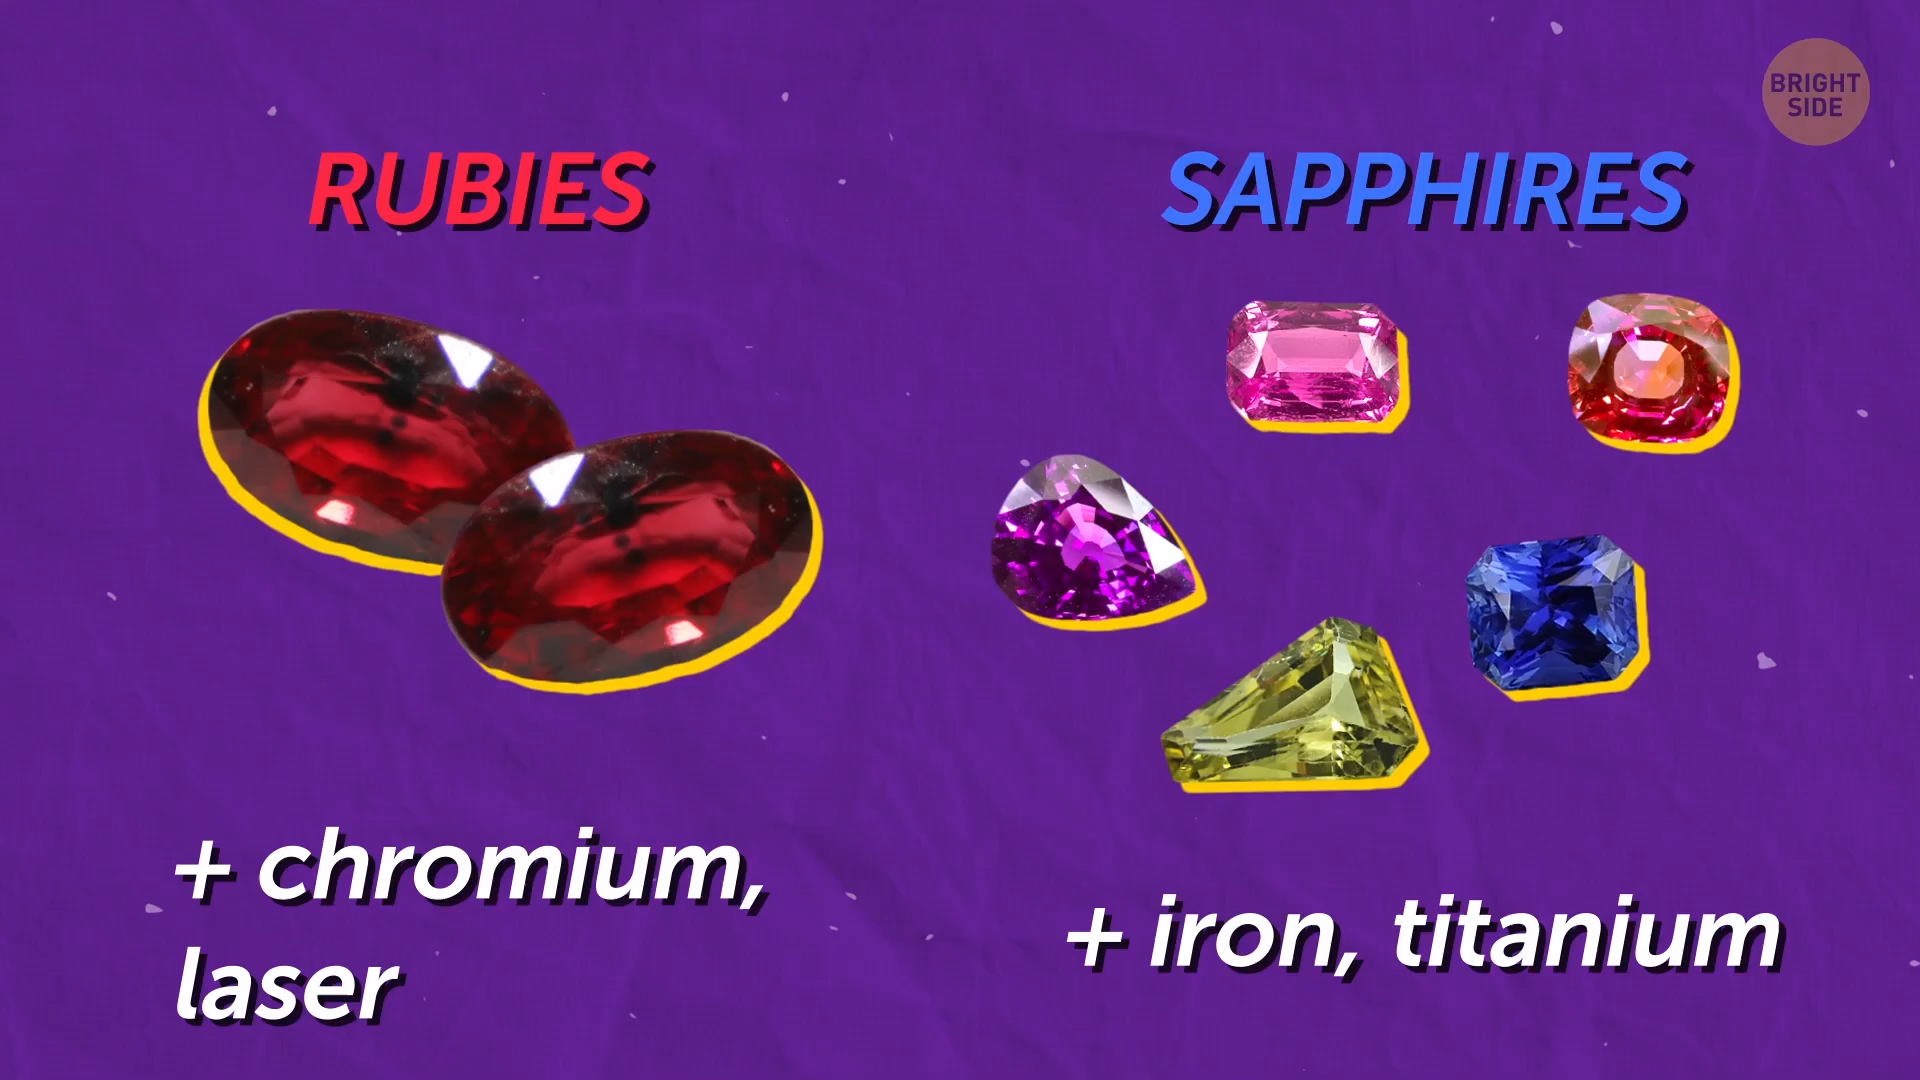 BRIGHT
SIDE
RUBIES
SAPPHIRES
+ chromium,
laser
+ iron, titanium